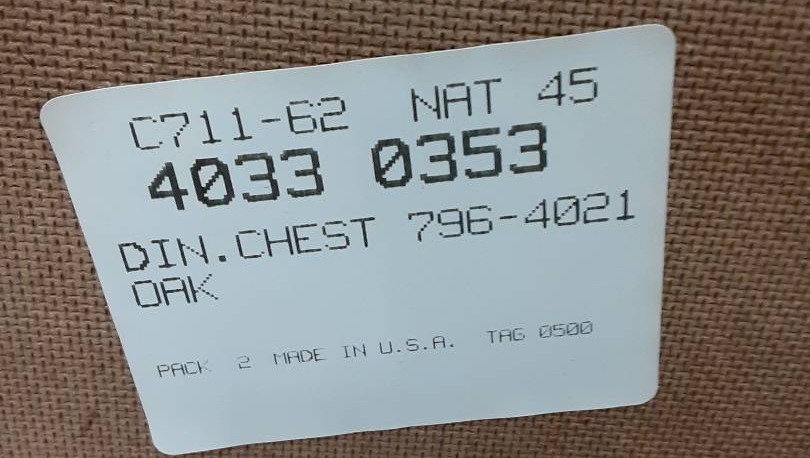 C711-62 NAT 45
4033 0353
DIN.CHEST 796-4021
OAK
PACK 2 MADE IN U.S.A. TAG 0500